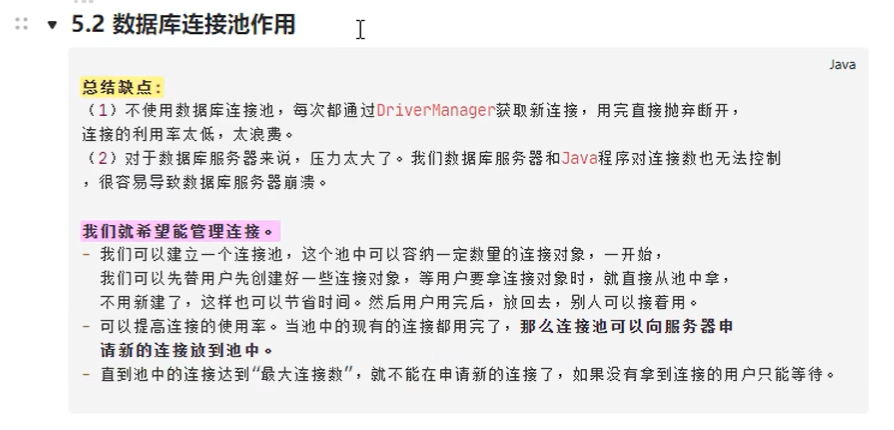 5.2 数据库连接池作用
Java
总结缺点：
（1）不使用数据库连接池，每次都通过DriverManager获取新连接，用完直接抛弃断开，
连接的利用率太低，太浪费。
（2）对于数据库服务器来说，压力太大了。我们数据库服务器和Java程序对连接数也无法控制
，很容易导致数据库服务器崩溃。
我们就希望能管理连接。
- 我们可以建立一个连接池，这个池中可以容纳一定数量的连接对象，一开始，
我们可以先替用户先创建好一些连接对象，等用户要拿连接对象时，就直接从池中拿，
不用新建了，这样也可以节省时间。然后用户用完后，放回去，别人可以接着用。
- 可以提高连接的使用率。当池中的现有的连接都用完了，那么连接池可以向服务器申
请新的连接放到池中。
- 直到池中的连接达到“最大连接数”，就不能在申请新的连接了，如果没有拿到连接的用户只能等待。